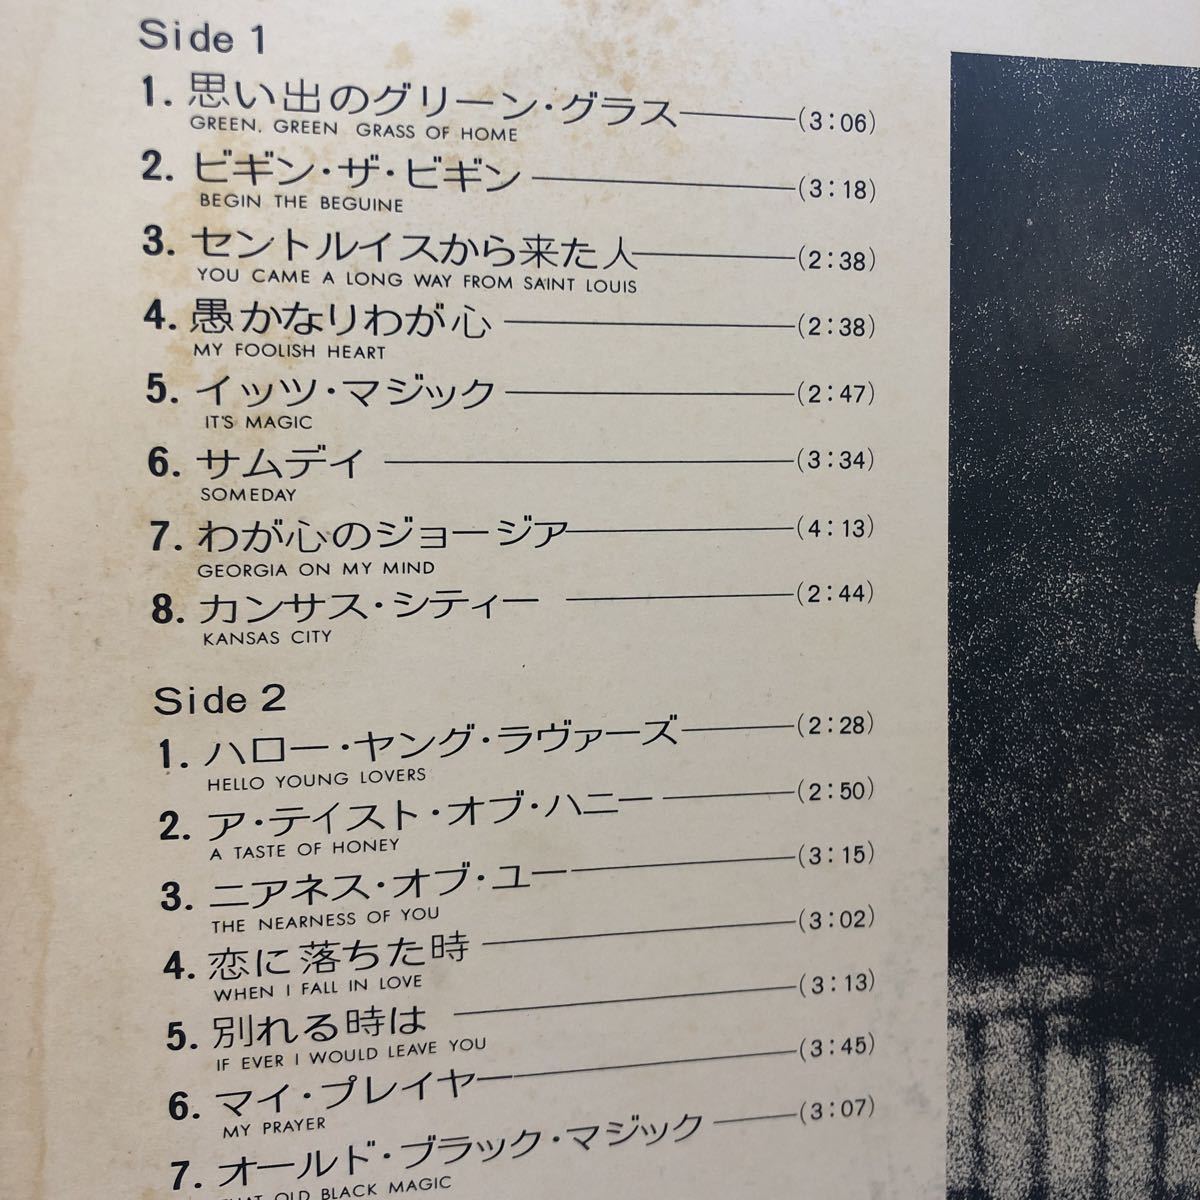 Side 1
1. 思い出のグリーン・グラス (3:06)
GREEN, GREEN GRASS OF HOME
2. ビギン・ザ・ビギン (3:18)
BEGIN THE BEGUINE
3. セントルイスから来た人 (2:38)
YOU CAME A LONG WAY FROM SAINT LOUIS
4. 愚かなりわが心 (2:38)
MY FOOLISH HEART
5. イッツ・マジック (2:47)
IT'S MAGIC
6. サムデイ (3:34)
SOMEDAY
7. わが心のジョージア (4:13)
GEORGIA ON MY MIND
8. カンサス・シティー (2:44)
KANSAS CITY
Side 2
1. ハロー・ヤング・ラヴァーズ (2:28)
HELLO YOUNG LOVERS
2. ア・テイスト・オブ・ハニー (2:50)
A TASTE OF HONEY
3. ニアネス・オブ・ユー (3:15)
THE NEARNESS OF YOU
4. 恋に落ちた時 (3:02)
WHEN I FALL IN LOVE
5. 別れる時は (3:13)
IF EVER I WOULD LEAVE YOU
6. マイ・プレイヤー (3:45)
MY PRAYER
7. オールド・ブラック・マジック (3:07)
THAT OLD BLACK MAGIC